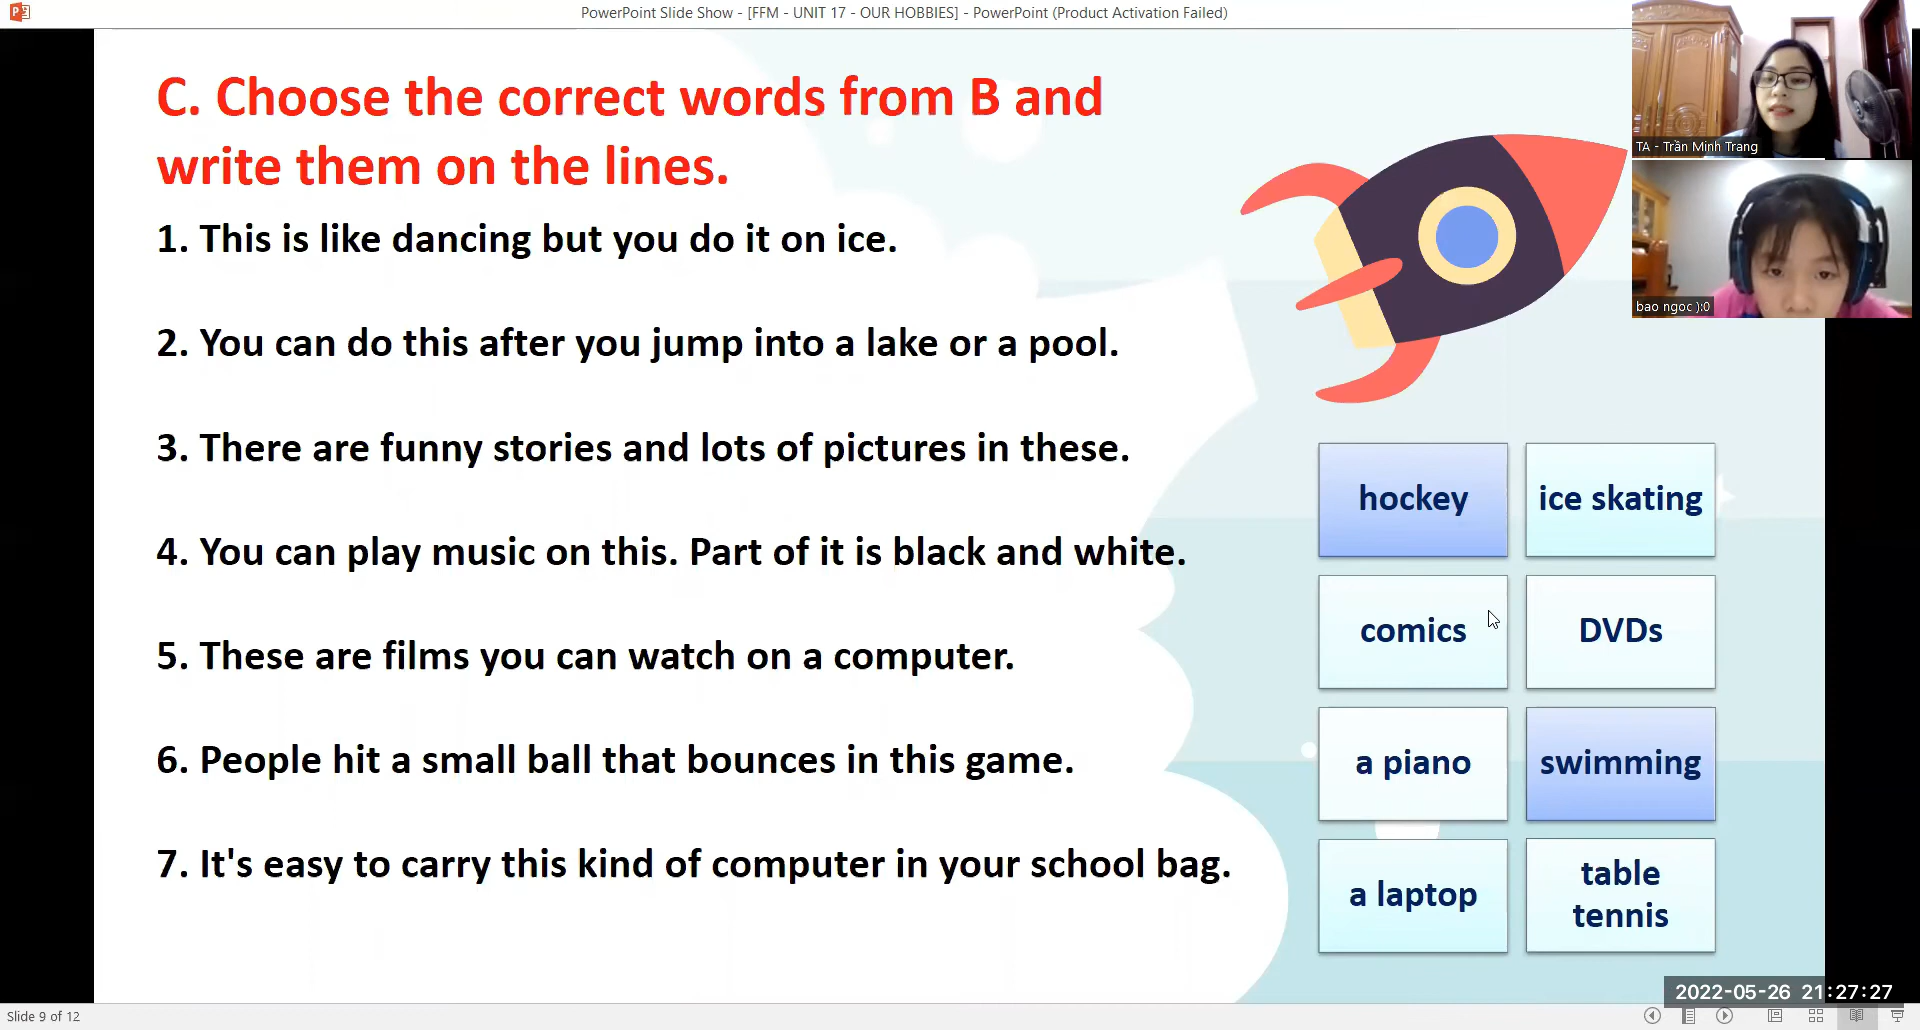 PowerPoint Slide Show - [FFM - UNIT 17 - OUR HOBBIES] - PowerPoint (Product Activation Failed)
C. Choose the correct words from B and
write them on the lines.
1. This is like dancing but you do it on ice.
2. You can do this after you jump into a lake or a pool.
3. There are funny stories and lots of pictures in these.
4. You can play music on this. Part of it is black and white.
5. These are films you can watch on a computer.
6. People hit a small ball that bounces in this game.
7. It's easy to carry this kind of computer in your school bag.
TA - Trần Minh Trang
bao ngoc ):0
hockey
ice skating
comics
DVDs
a piano
swimming
a laptop
table
tennis
2022-05-26 21:27:27
Slide 9 of 12